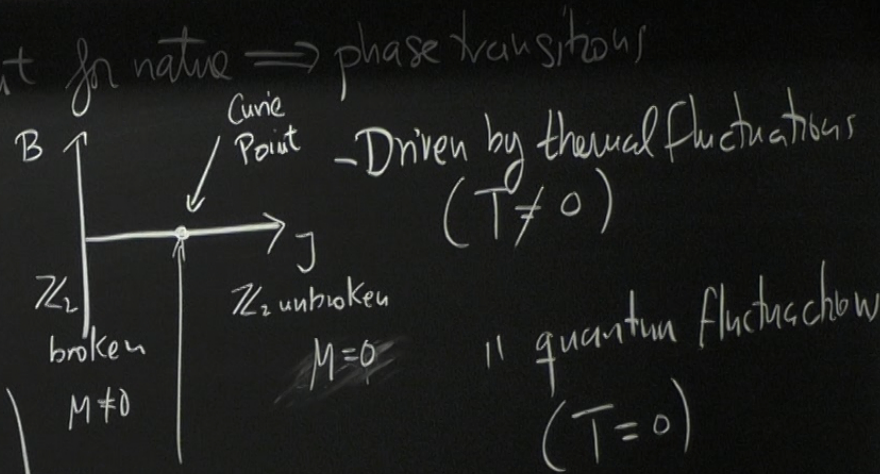 for nature ⟹ phase transitions
Curie
Point
B
-Driven by thermal fluctuations
(T≠0)
J
ℤ₂
broken
M≠0
ℤ₂ unbroken
M=0
" quantum fluctuations
(T=0)